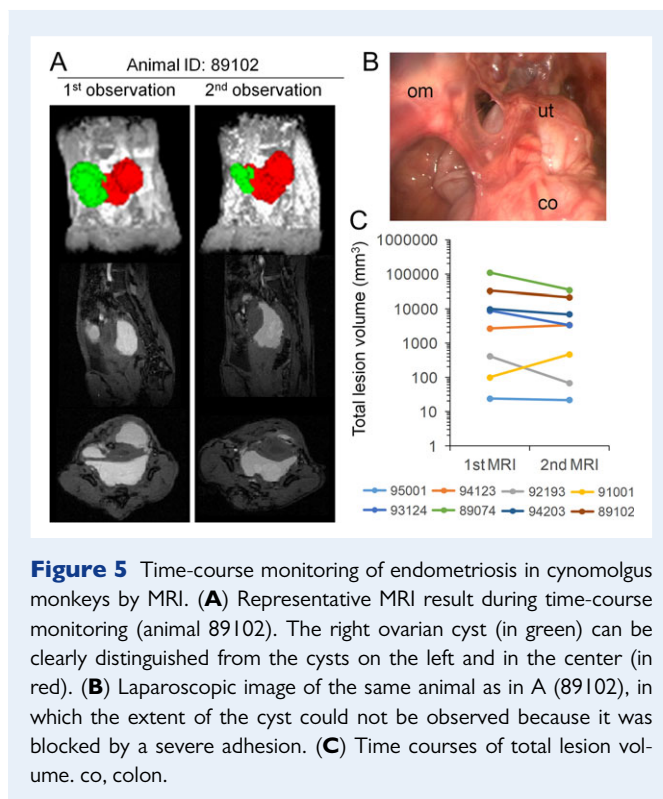 A
Animal ID: 89102
1st observation 2nd observation
B
om
ut
co
C
Total lesion volume (mm³)
1000000
100000
10000
1000
100
10
1
1st MRI 2nd MRI
95001 94123 92193 91001
93124 89074 94203 89102
Figure 5 Time-course monitoring of endometriosis in cynomolgus
monkeys by MRI. (A) Representative MRI result during time-course
monitoring (animal 89102). The right ovarian cyst (in green) can be
clearly distinguished from the cysts on the left and in the center (in
red). (B) Laparoscopic image of the same animal as in A (89102), in
which the extent of the cyst could not be observed because it was
blocked by a severe adhesion. (C) Time courses of total lesion vol-
ume. co, colon.